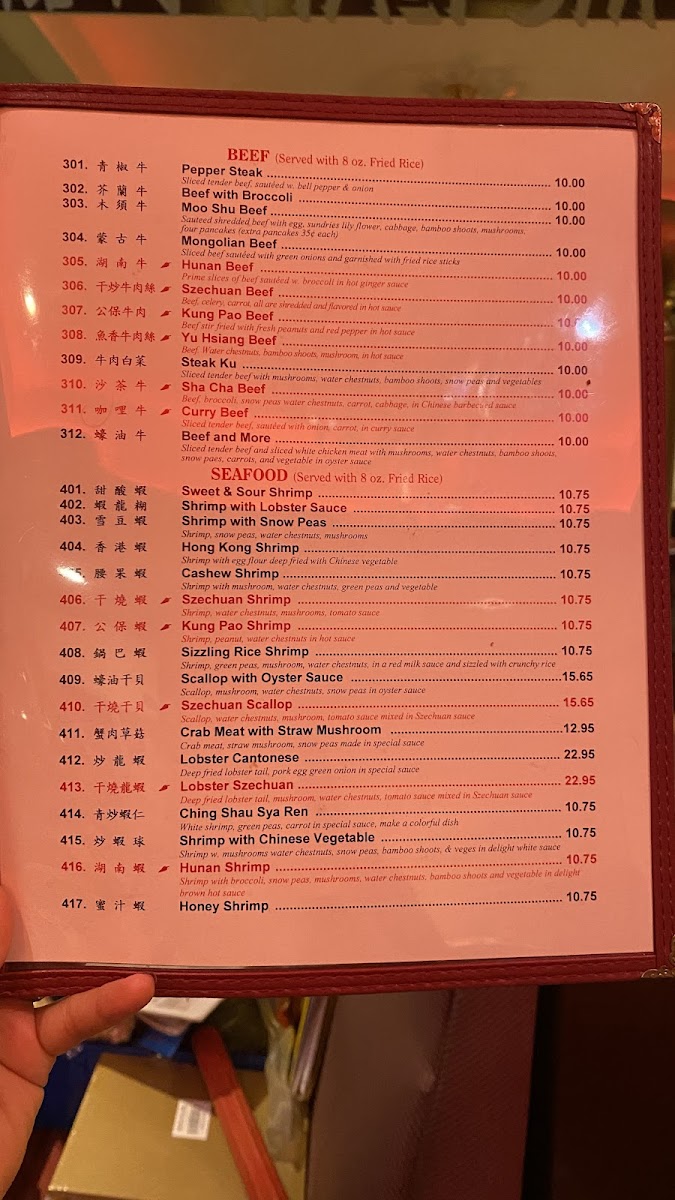 BEEF (Served with 8 oz. Fried Rice)
301. 青椒牛 Pepper Steak 10.00
Sliced tender beef, sautéed w. bell pepper & onion
302. 芥蘭牛 Beef with Broccoli 10.00
303. 木須牛 Moo Shu Beef 10.00
Sauteed shredded beef with egg, sundries lily flower, cabbage, bamboo shoots, mushrooms,
four pancakes (extra pancakes 35¢ each)
304. 蒙古牛 Mongolian Beef 10.00
Sliced beef sautéed with green onions and garnished with fried rice sticks
305. 湖南牛 Hunan Beef 10.00
Prime slices of beef sautéed w. broccoli in hot ginger sauce
306. 干炒牛肉絲 Szechuan Beef 10.00
Beef, celery, carrot, all are shredded and flavored in hot sauce
307. 公保牛肉 Kung Pao Beef
Beef stir fried with fresh peanuts and red pepper in hot sauce
308. 魚香牛肉絲 Yu Hsiang Beef 10.00
Beef. Water chestnuts, bamboo shoots, mushroom, in hot sauce
309. 牛肉白菜 Steak Ku 10.00
Sliced tender beef with mushrooms, water chestnuts, bamboo shoots, snow peas and vegetables
310. 沙茶牛 Sha Cha Beef 10.00
Beef, broccoli, snow peas water chestnuts, carrot, cabbage, in Chinese barbecued sauce
311. 咖哩牛 Curry Beef 10.00
Sliced tender beef, sautéed with onion, carrot, in curry sauce
312. 蠔油牛 Beef and More 10.00
Sliced tender beef and sliced white chicken meat with mushrooms, water chestnuts, bamboo shoots,
snow paes, carrots, and vegetable in oyster sauce
SEAFOOD (Served with 8 oz. Fried Rice)
401. 甜酸蝦 Sweet & Sour Shrimp 10.75
402. 蝦龍糊 Shrimp with Lobster Sauce 10.75
403. 雪豆蝦 Shrimp with Snow Peas 10.75
Shrimp, snow peas, water chestnuts, mushrooms
404. 香港蝦 Hong Kong Shrimp 10.75
Shrimp with egg flour deep fried with Chinese vegetable
5. 腰果蝦 Cashew Shrimp 10.75
Shrimp with mushroom, water chestnuts, green peas and vegetable
406. 干燒蝦 Szechuan Shrimp 10.75
Shrimp, water chestnuts, mushrooms, tomato sauce
407. 公保蝦 Kung Pao Shrimp 10.75
Shrimp, peanut, water chestnuts in hot sauce
408. 鍋巴蝦 Sizzling Rice Shrimp 10.75
Shrimp, green peas, mushroom, water chestnuts, in a red milk sauce and sizzled with crunchy rice
409. 蠔油干貝 Scallop with Oyster Sauce 15.65
Scallop, mushroom, water chestnuts, snow peas in oyster sauce
410. 干燒干貝 Szechuan Scallop 15.65
Scallop, water chestnuts, mushroom, tomato sauce mixed in Szechuan sauce
411. 蟹肉草菇 Crab Meat with Straw Mushroom 12.95
Crab meat, straw mushroom, snow peas made in special sauce
412. 炒龍蝦 Lobster Cantonese 22.95
Deep fried lobster tail, pork egg green onion in special sauce
413. 干燒龍蝦 Lobster Szechuan 22.95
Deep fried lobster tail, mushroom, water chestnuts, tomato sauce mixed in Szechuan sauce
414. 青炒蝦仁 Ching Shau Sya Ren 10.75
White shrimp, green peas, carrot in special sauce, make a colorful dish
415. 炒蝦球 Shrimp with Chinese Vegetable 10.75
Shrimp w. mushrooms water chestnuts, snow peas, bamboo shoots, & veges in delight white sauce
416. 湖南蝦 Hunan Shrimp 10.75
Shrimp with broccoli, snow peas, mushrooms, water chestnuts, bamboo shoots and vegetable in delight
brown hot sauce
417. 蜜汁蝦 Honey Shrimp 10.75